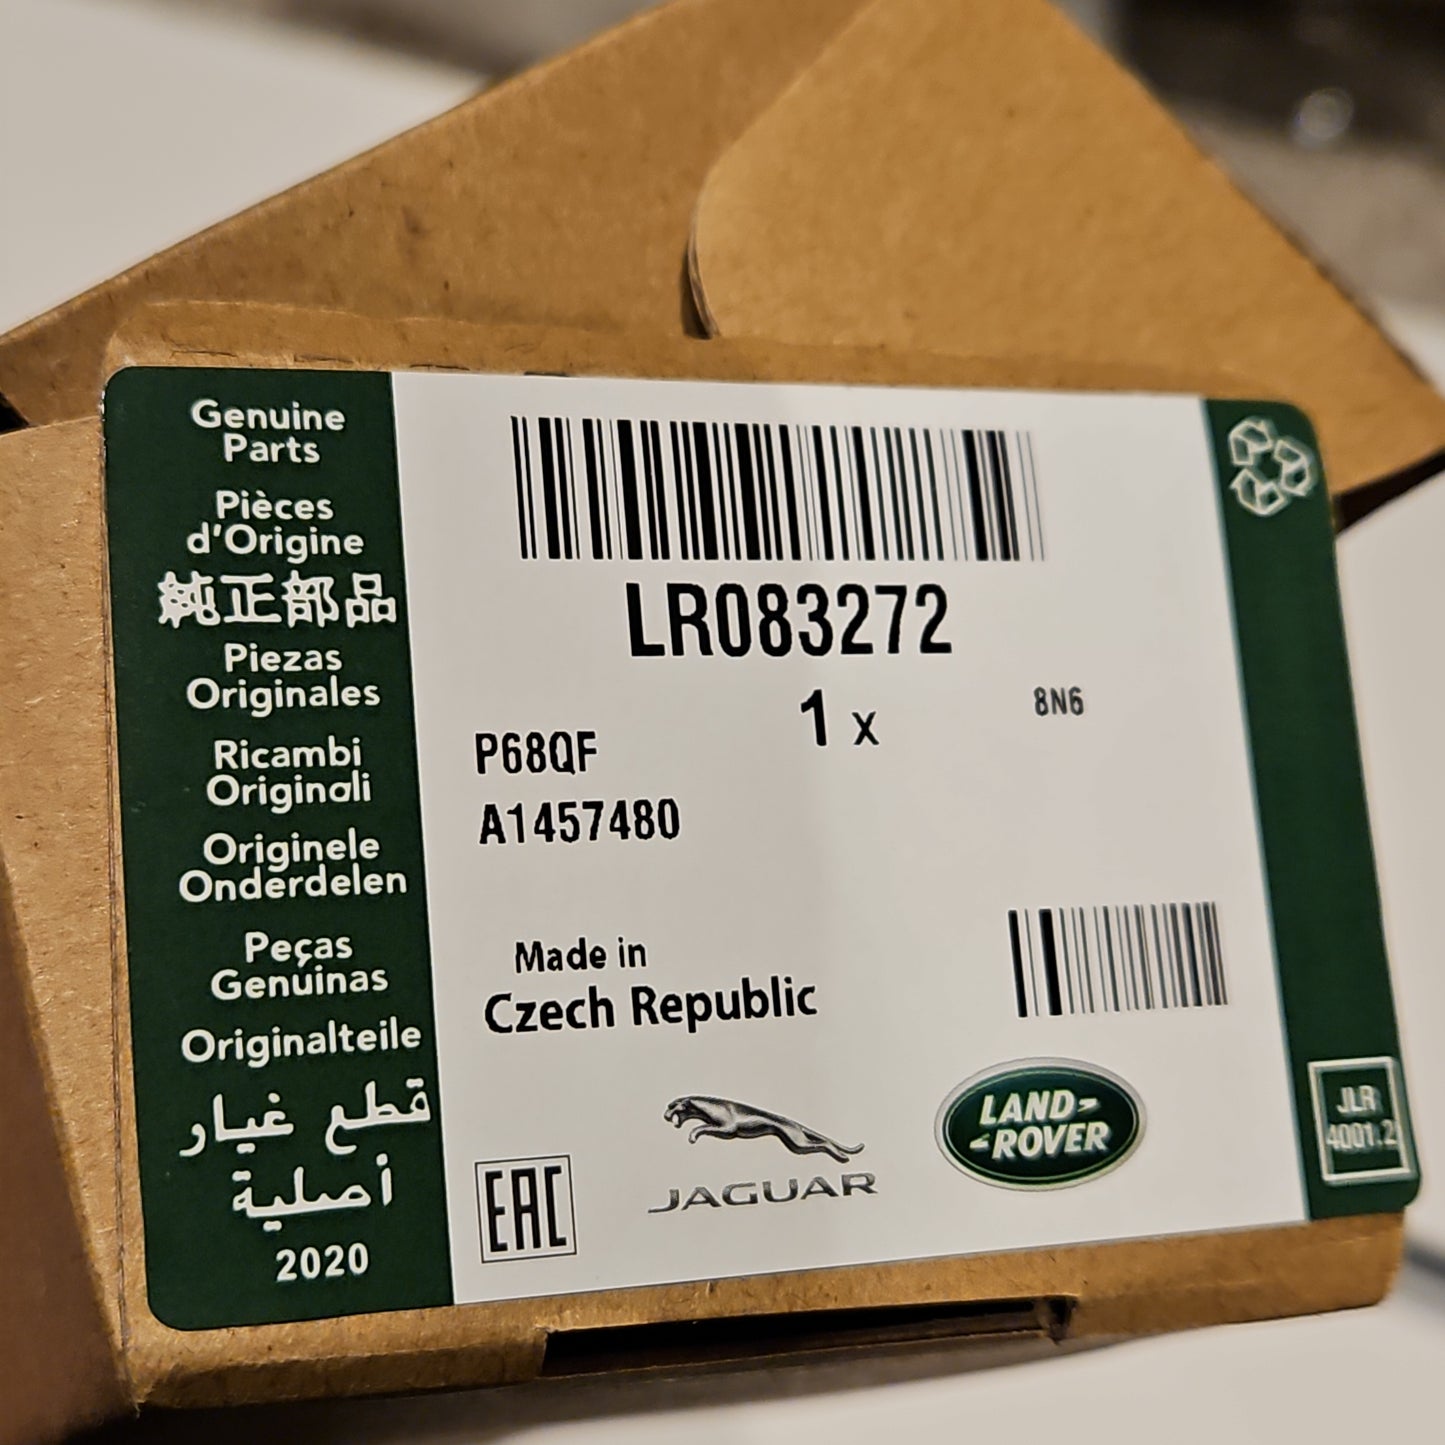 Genuine
Parts
Pièces
d'Origine
純正部品
Piezas
Originales
Ricambi
Originali
Originele
Onderdelen
Peças
Genuinas
Originalteile
قطع غيار
أصلية
2020
LR083272
1 x
8N6
P68QF
A1457480
Made in
Czech Republic
EAC
JAGUAR
LAND
ROVER
JLR
4001.2